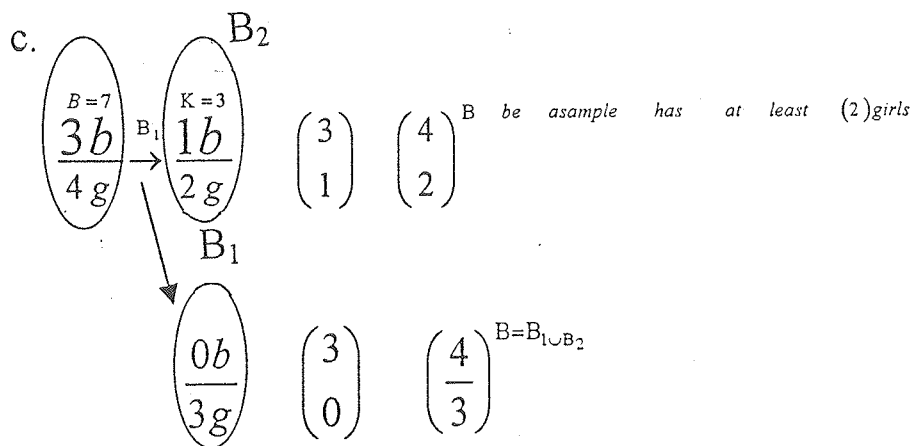 c.
B₂
B=7 K=3
3b B₁ → 1b (3 (4 B be asample has at least (2)girls
4g 2g 1) 2)
B₁
0b (3 (4 B=B₁∪B₂
3g 0) 3)